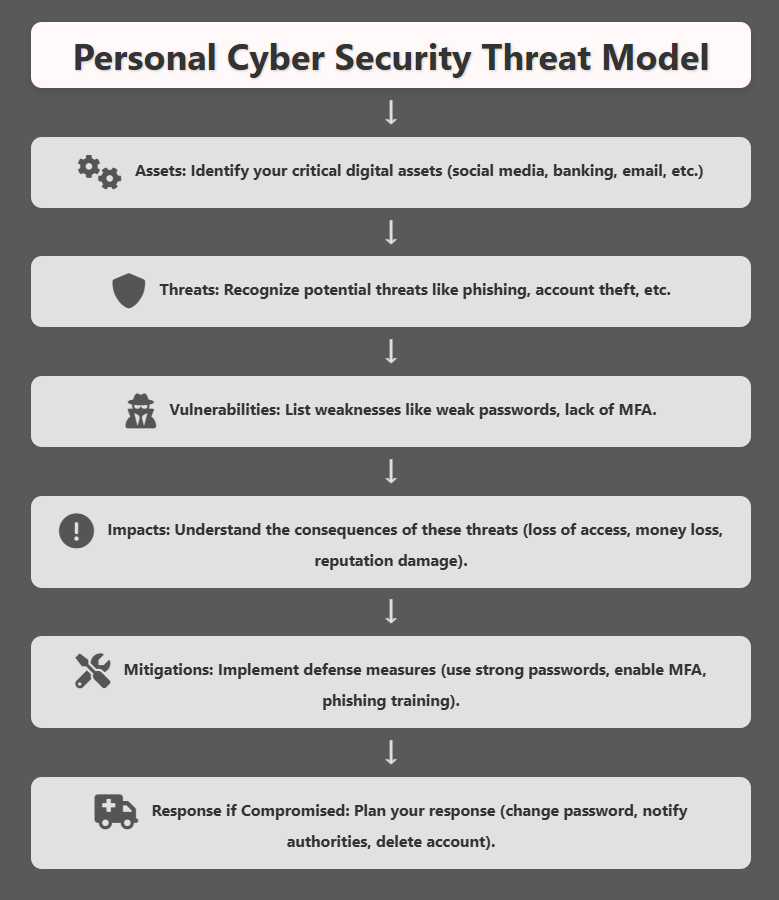 Personal Cyber Security Threat Model
Assets: Identify your critical digital assets (social media, banking, email, etc.)
Threats: Recognize potential threats like phishing, account theft, etc.
Vulnerabilities: List weaknesses like weak passwords, lack of MFA.
Impacts: Understand the consequences of these threats (loss of access, money loss,
reputation damage).
Mitigations: Implement defense measures (use strong passwords, enable MFA,
phishing training).
Response if Compromised: Plan your response (change password, notify
authorities, delete account).